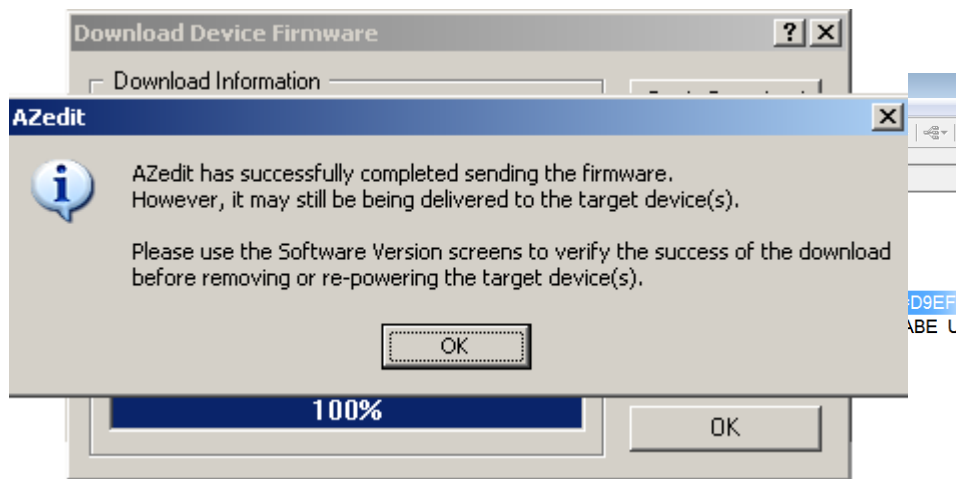 Download Device Firmware
Download Information
AZedit
AZedit has successfully completed sending the firmware.
However, it may still be being delivered to the target device(s).
Please use the Software Version screens to verify the success of the download
before removing or re-powering the target device(s).
D9EF
ABE U
OK
100%
OK